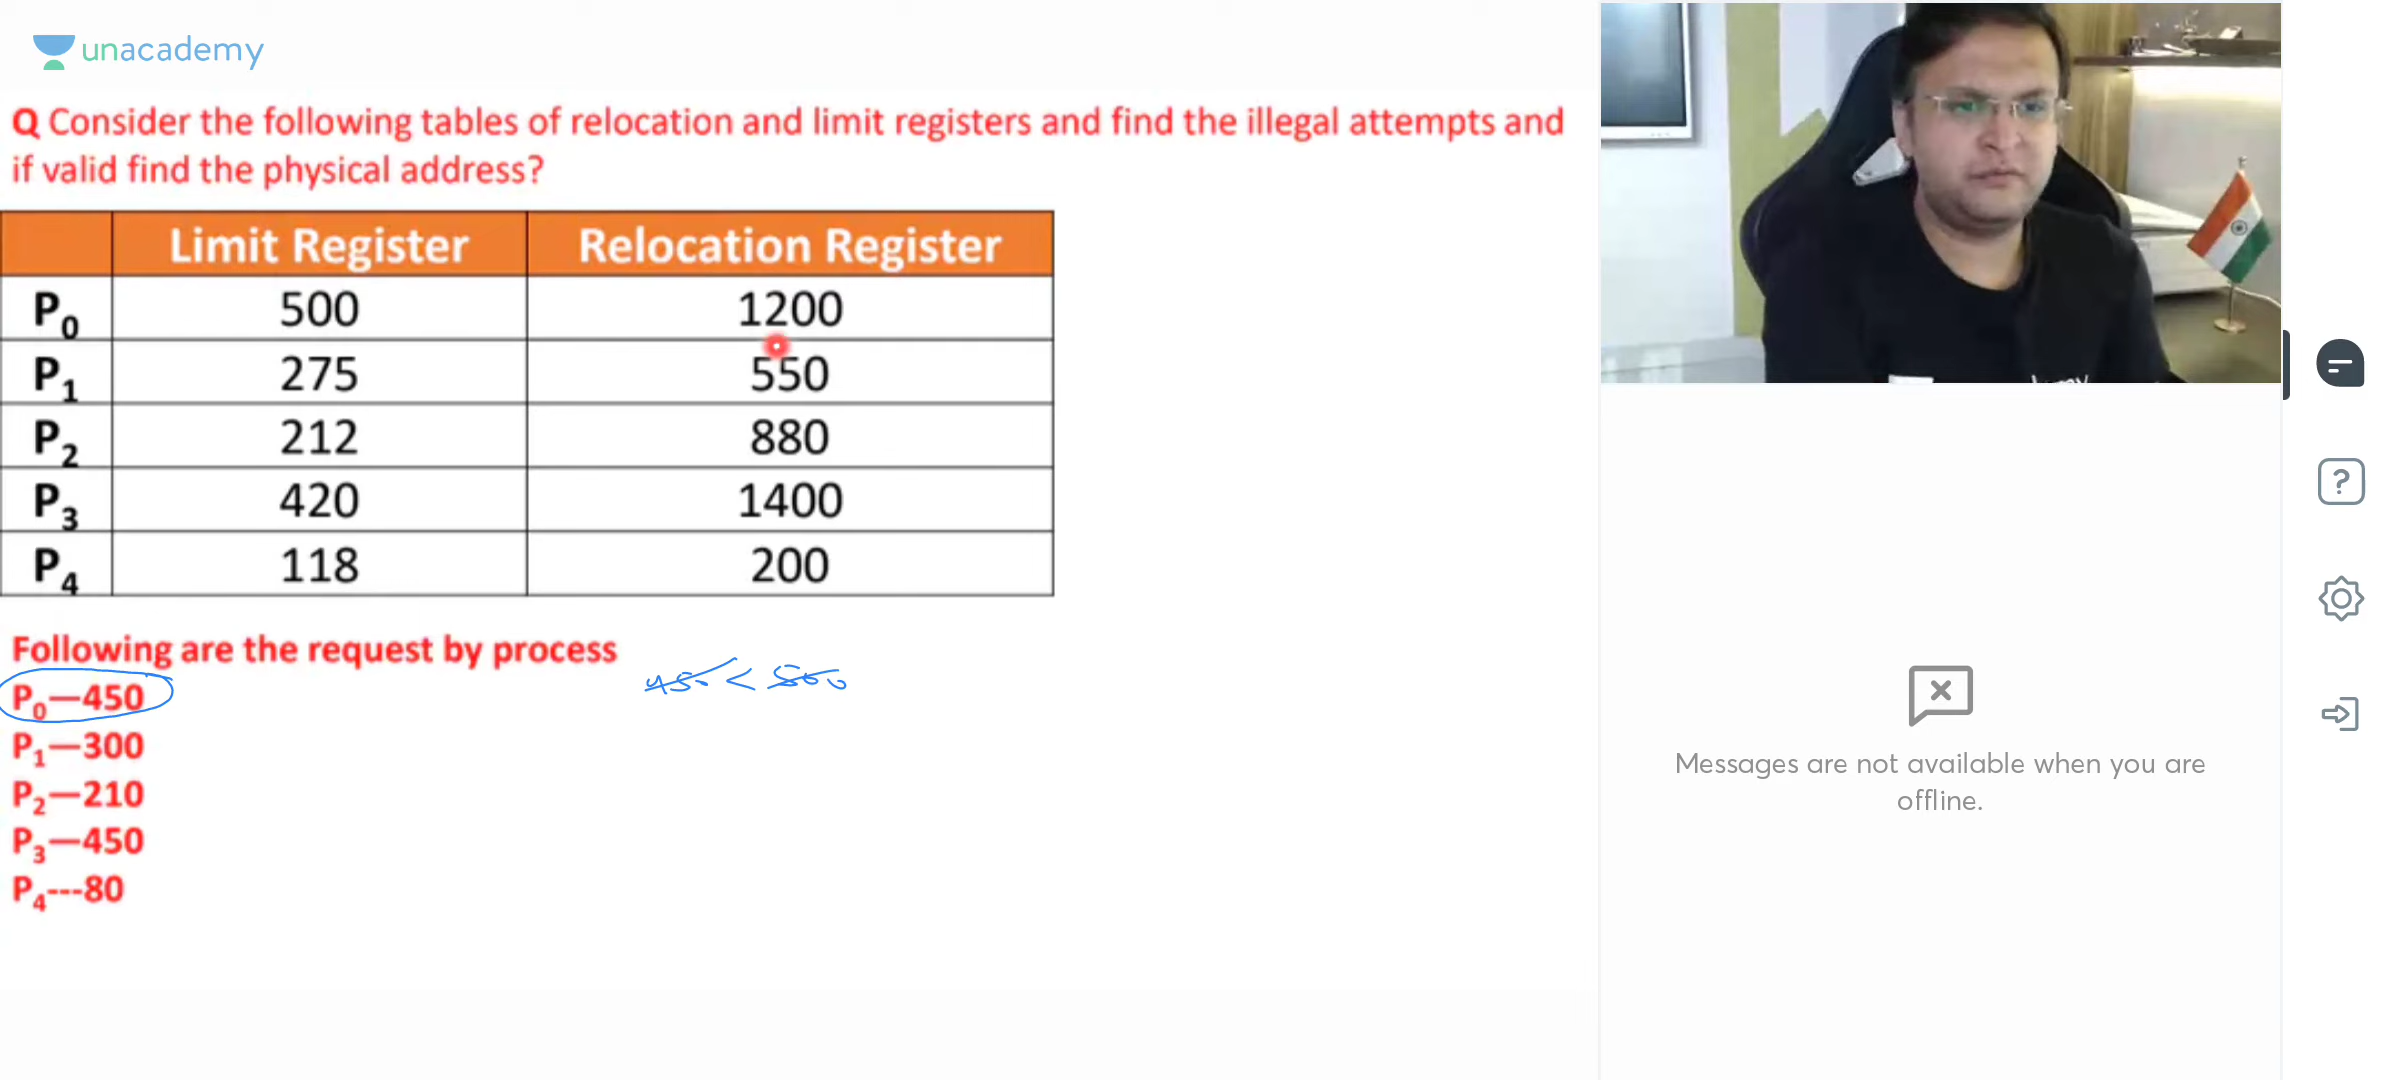 unacademy
Q Consider the following tables of relocation and limit registers and find the illegal attempts and
if valid find the physical address?
Limit Register Relocation Register
P0 500 1200
P1 275 550
P2 212 880
P3 420 1400
P4 118 200
Following are the request by process
450 < 500
P0—450
P1—300
P2—210
P3—450
P4---80
?
Messages are not available when you are
offline.